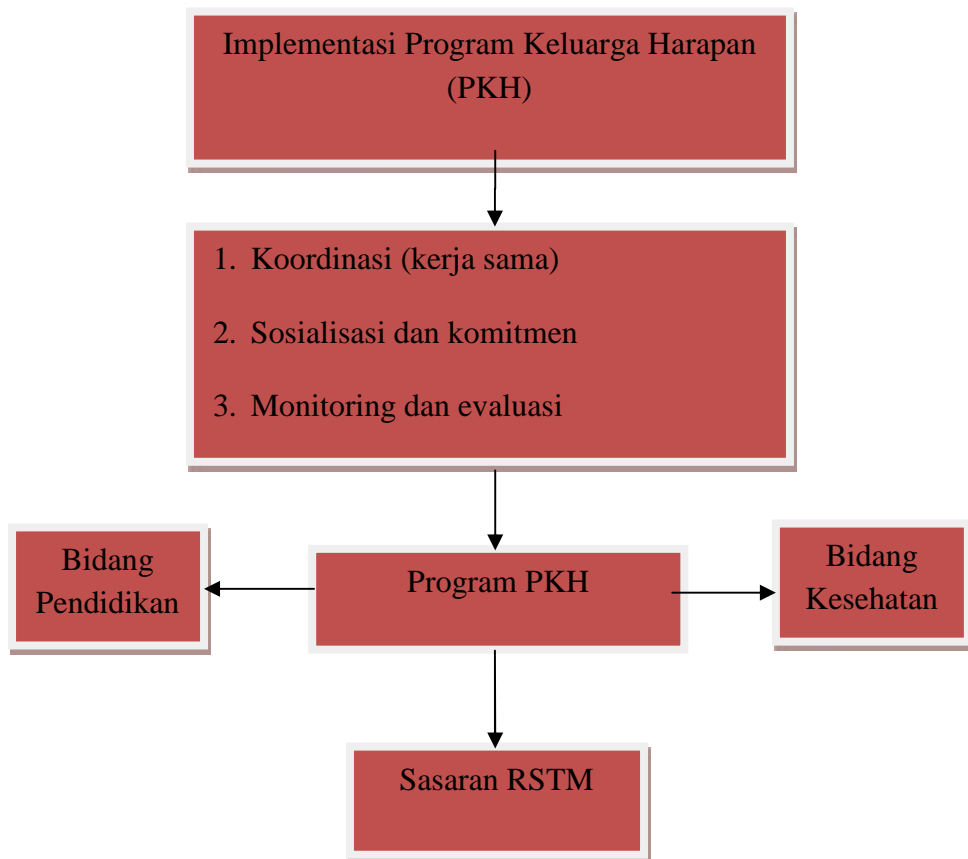 Implementasi Program Keluarga Harapan
(PKH)
1. Koordinasi (kerja sama)
2. Sosialisasi dan komitmen
3. Monitoring dan evaluasi
Bidang
Pendidikan
Program PKH
Bidang
Kesehatan
Sasaran RSTM